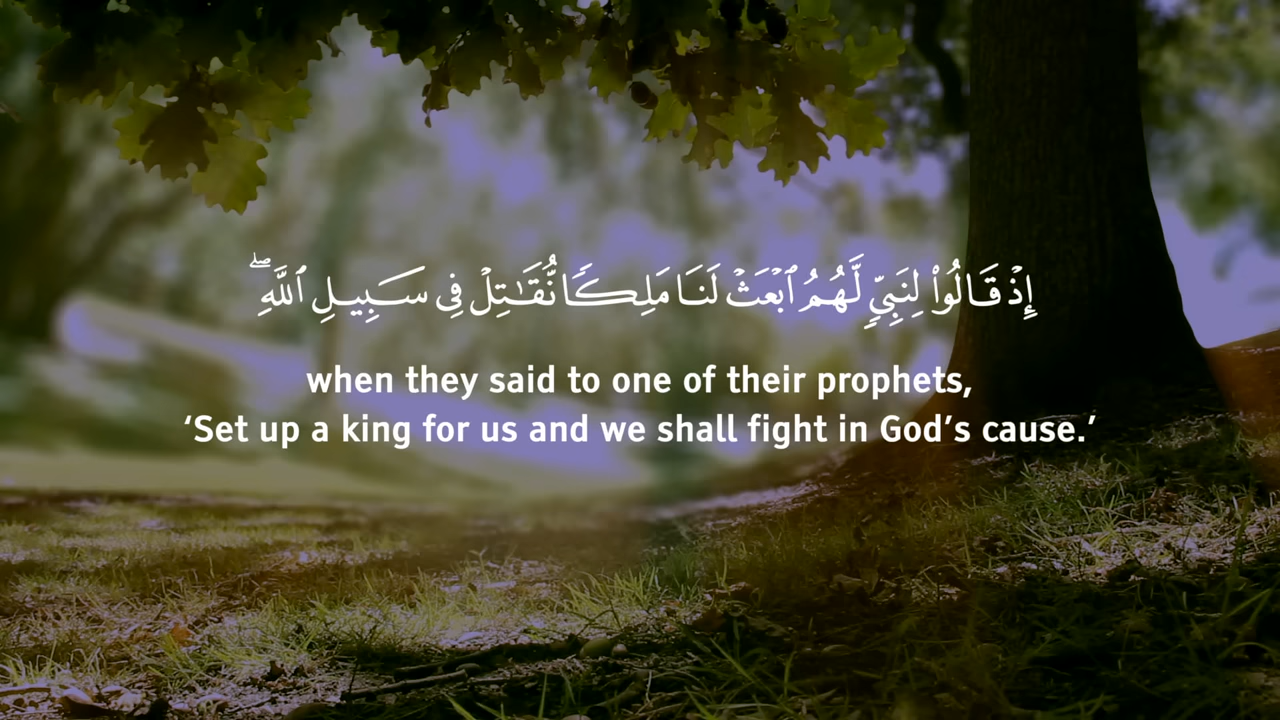 إِذْ قَالُوا۟ لِنَبِىٍّۢ لَّهُمُ ٱبْعَثْ لَنَا مَلِكًۭا نُّقَـٰتِلْ فِى سَبِيلِ ٱللَّهِ ۖ
when they said to one of their prophets,
‘Set up a king for us and we shall fight in God’s cause.’